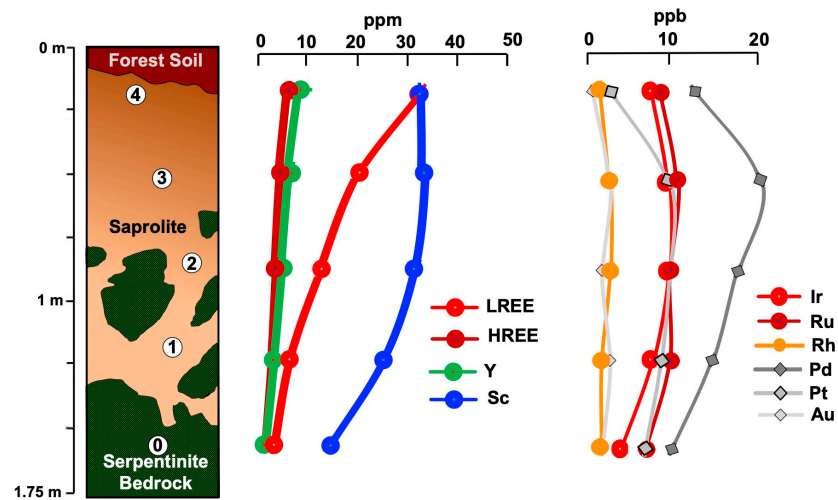 ppm
ppb
0 m
0 10 20 30 40 50
0 10 20
Forest Soil
4
3
Saprolite
2
1 m
1
0
Serpentinite
Bedrock
1.75 m
LREE
HREE
Y
Sc
Ir
Ru
Rh
Pd
Pt
Au